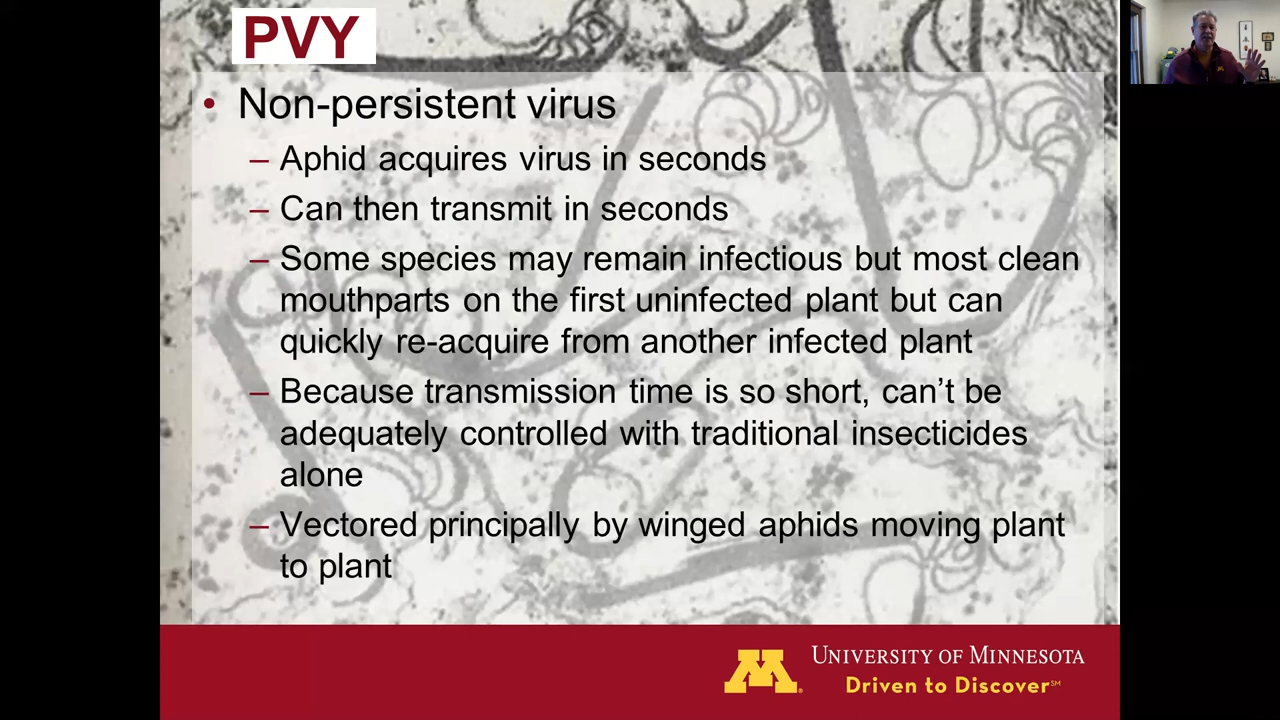 PVY
• Non-persistent virus
– Aphid acquires virus in seconds
– Can then transmit in seconds
– Some species may remain infectious but most clean
mouthparts on the first uninfected plant but can
quickly re-acquire from another infected plant
– Because transmission time is so short, can’t be
adequately controlled with traditional insecticides
alone
– Vectored principally by winged aphids moving plant
to plant
M
UNIVERSITY OF MINNESOTA
Driven to Discover℠